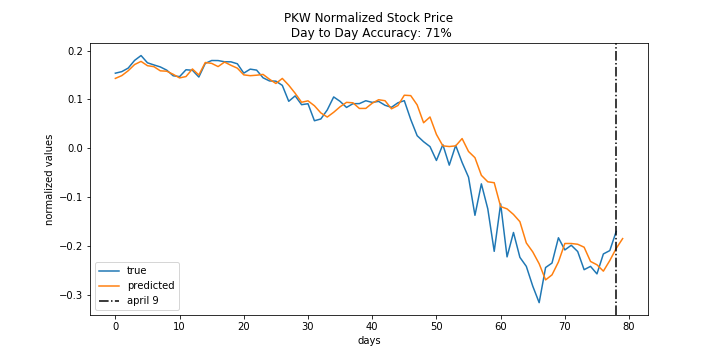 PKW Normalized Stock Price
Day to Day Accuracy: 71%
normalized values
0.2
0.1
0.0
−0.1
−0.2
−0.3
true
predicted
april 9
0 10 20 30 40 50 60 70 80
days